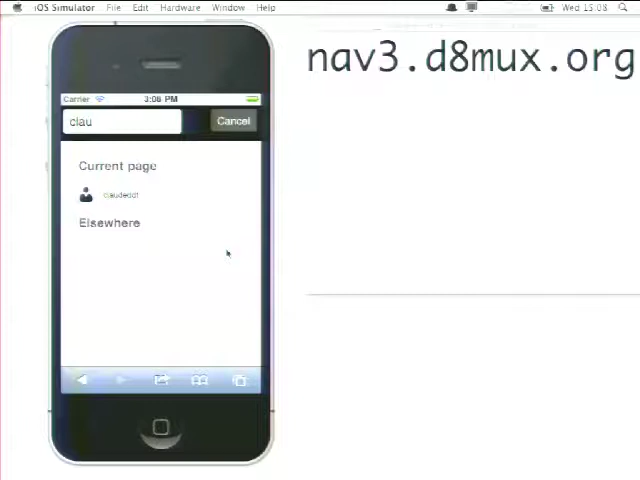 iOS Simulator File Edit Hardware Window Help Wed 15:08
nav3.d8mux.org
Carrier 3:08 PM
clau Cancel
Current page
Elsewhere